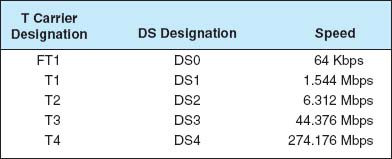 T Carrier
Designation DS Designation Speed
FT1 DS0 64 Kbps
T1 DS1 1.544 Mbps
T2 DS2 6.312 Mbps
T3 DS3 44.376 Mbps
T4 DS4 274.176 Mbps